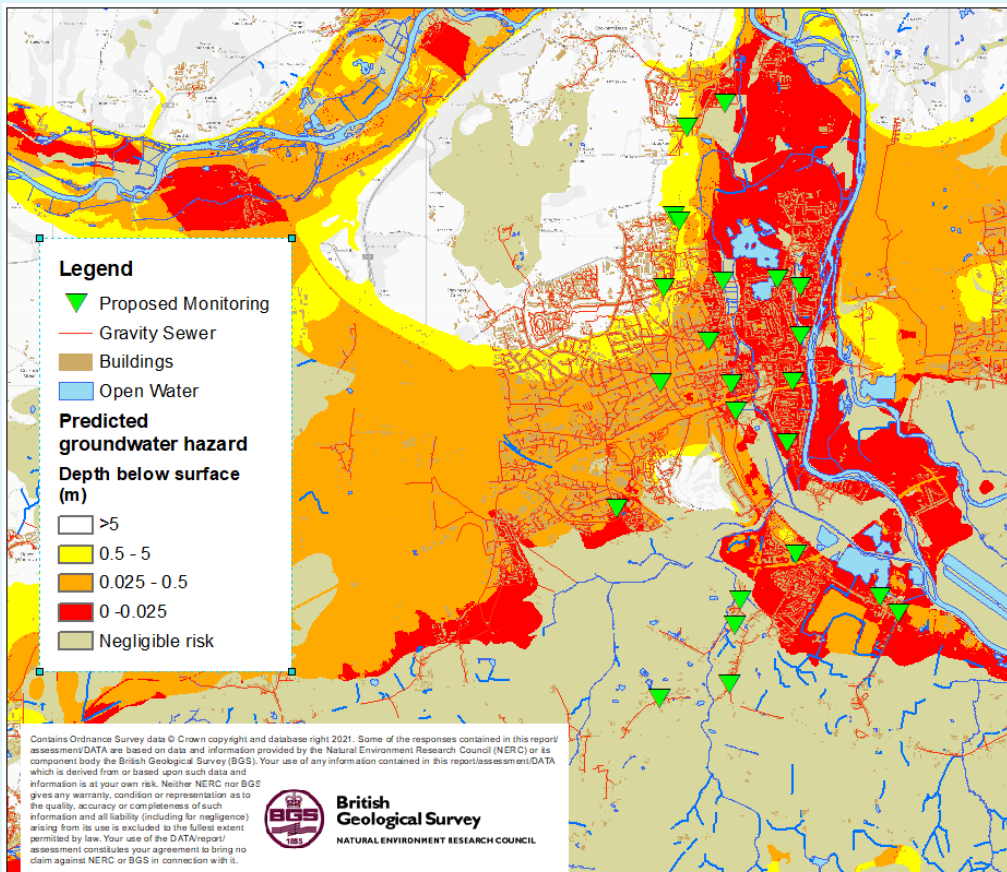 Legend
Proposed Monitoring
Gravity Sewer
Buildings
Open Water
Predicted
groundwater hazard
Depth below surface
(m)
>5
0.5 - 5
0.025 - 0.5
0 -0.025
Negligible risk
Contains Ordnance Survey data © Crown copyright and database right 2021. Some of the responses contained in this report/
assessment/DATA are based on data and information provided by the Natural Environment Research Council (NERC) or its
component body the British Geological Survey (BGS). Your use of any information contained in this report/assessment/DATA
which is derived from or based upon such data and
information is at your own risk. Neither NERC nor BGS
gives any warranty, condition or representation as to
the quality, accuracy or completeness of such
information and all liability (including for negligence)
arising from its use is excluded to the fullest extent
permitted by law. Your use of the DATA/report/
assessment constitutes your agreement to bring no
claim against NERC or BGS in connection with it.
BGS
1835
British
Geological Survey
NATURAL ENVIRONMENT RESEARCH COUNCIL